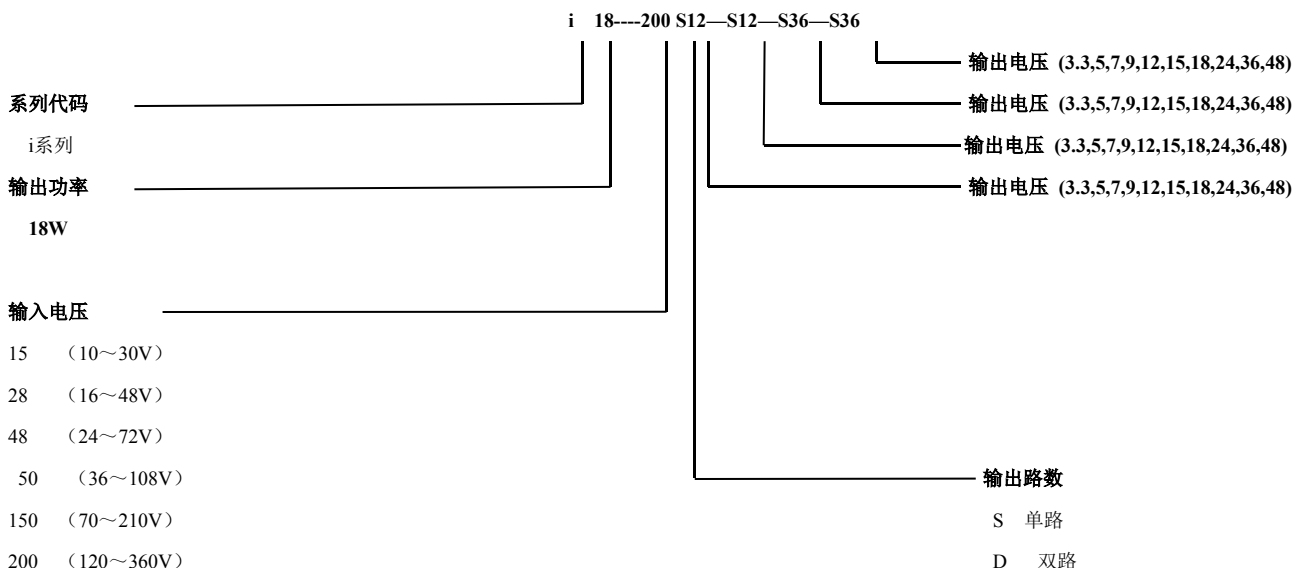 i 18----200 S12—S12—S36—S36
输出电压 (3.3,5,7,9,12,15,18,24,36,48)
系列代码
输出电压 (3.3,5,7,9,12,15,18,24,36,48)
i系列
输出电压 (3.3,5,7,9,12,15,18,24,36,48)
输出功率
输出电压 (3.3,5,7,9,12,15,18,24,36,48)
18W
输入电压
15 （10～30V）
28 （16～48V）
48 （24～72V）
50 （36～108V）
输出路数
150 （70～210V）
S 单路
200 （120～360V）
D 双路